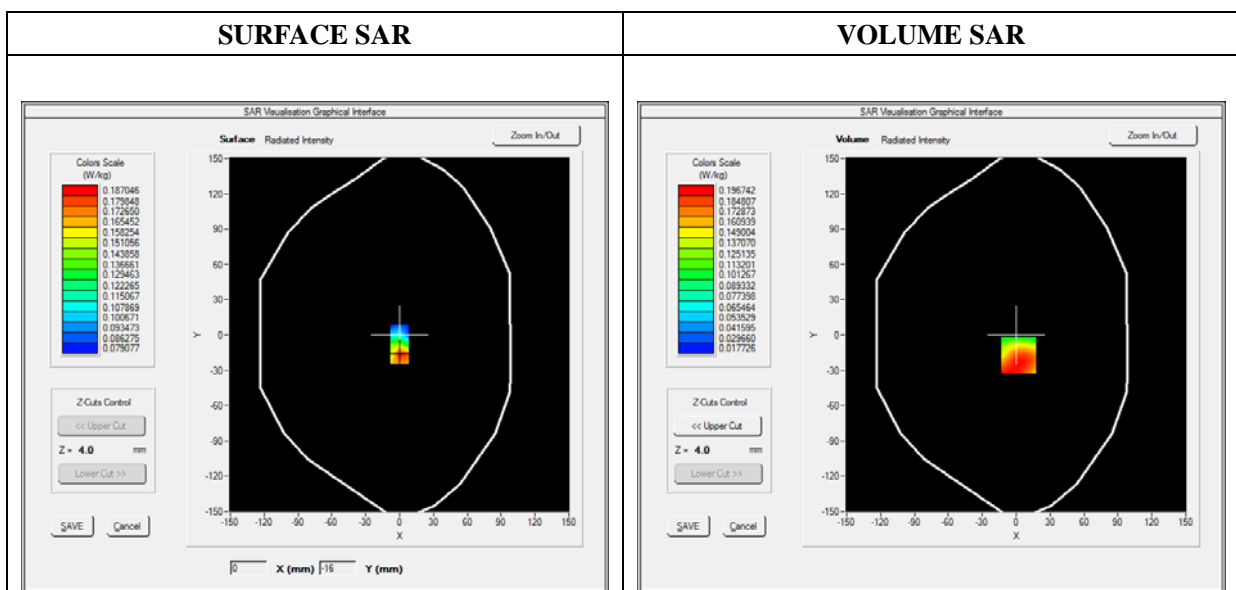 SURFACE SAR
VOLUME SAR
SAR Visualisation Graphical Interface
Surface Radiated Intensity
Zoom In/Out
Colors Scale
(W/kg)
0.187046
0.179848
0.172650
0.165452
0.158254
0.151056
0.143858
0.136661
0.129463
0.122265
0.115067
0.107869
0.100671
0.093473
0.086275
0.079077
Z-Cuts Control
<< Upper Cut
Z = 4.0 mm
Lower Cut >>
SAVE Cancel
150
120
90
60
30
0
-30
-60
-90
-120
-150
Y
-150 -120 -90 -60 -30 0 30 60 90 120 150
X
0 X (mm) -16 Y (mm)
SAR Visualisation Graphical Interface
Volume Radiated Intensity
Zoom In/Out
Colors Scale
(W/kg)
0.196742
0.184807
0.172873
0.160939
0.149004
0.137070
0.125135
0.113201
0.101267
0.089332
0.077398
0.065464
0.053529
0.041595
0.029660
0.017726
Z-Cuts Control
<< Upper Cut
Z = 4.0 mm
Lower Cut >>
SAVE Cancel
150
120
90
60
30
0
-30
-60
-90
-120
-150
Y
-150 -120 -90 -60 -30 0 30 60 90 120 150
X